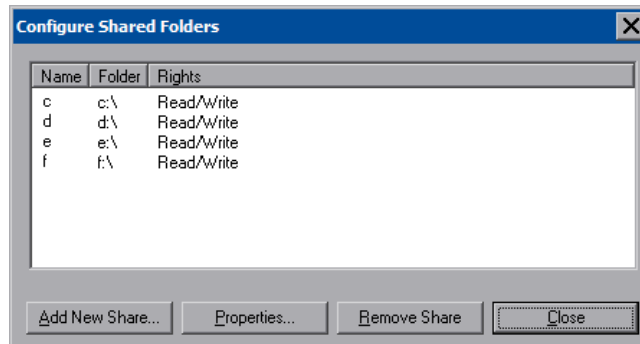 Configure Shared Folders
Name Folder Rights
c c:\ Read/Write
d d:\ Read/Write
e e:\ Read/Write
f f:\ Read/Write
Add New Share... Properties... Remove Share Close